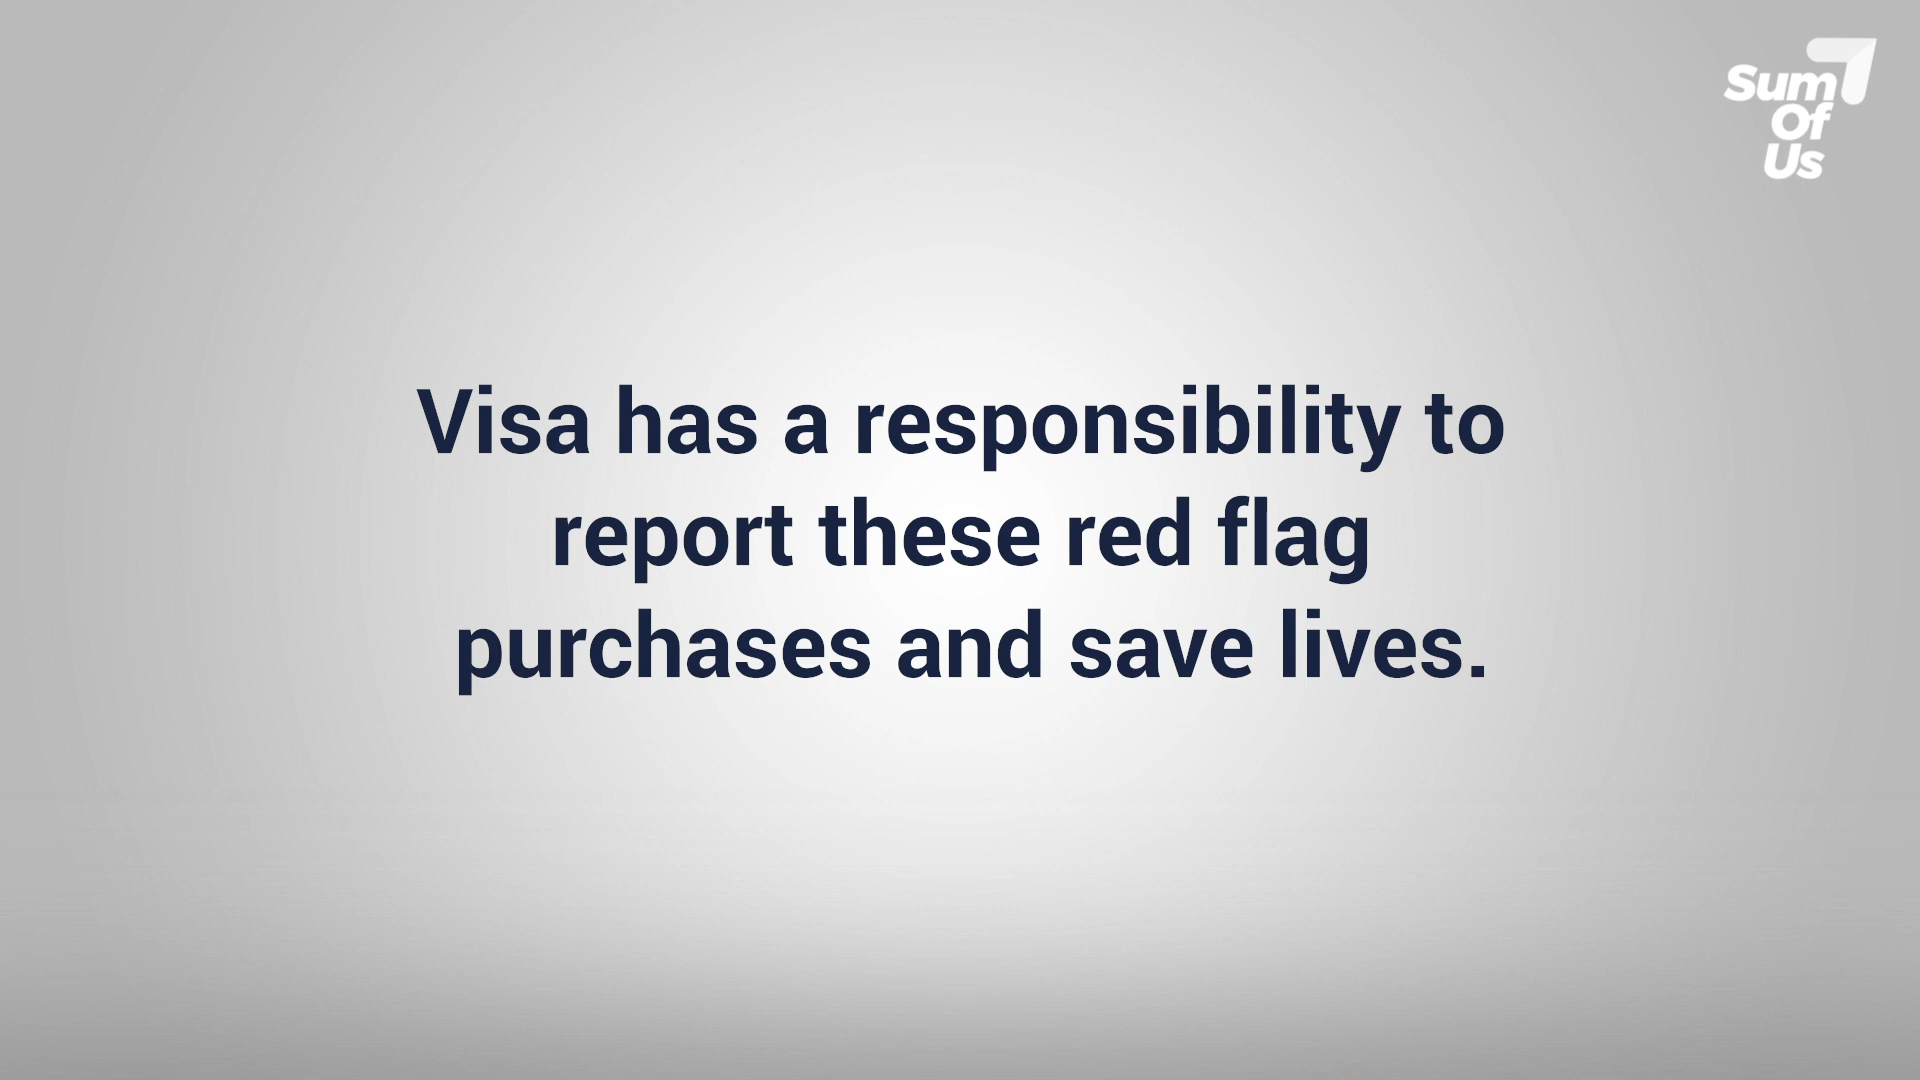 Sum
Of
Us
Visa has a responsibility to
report these red flag
purchases and save lives.